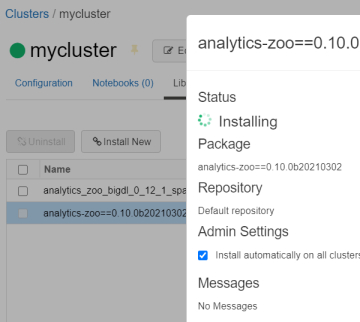 Clusters / mycluster
mycluster
Configuration
Notebooks (0)
Uninstall
Install New
Name
analytics_zoo_bigdl_0_12_1_spa
analytics-zoo==0.10.0b20210302
analytics-zoo==0.10.0
Status
Installing
Package
analytics-zoo==0.10.0b20210302
Repository
Default repository
Admin Settings
Install automatically on all clusters
Messages
No Messages